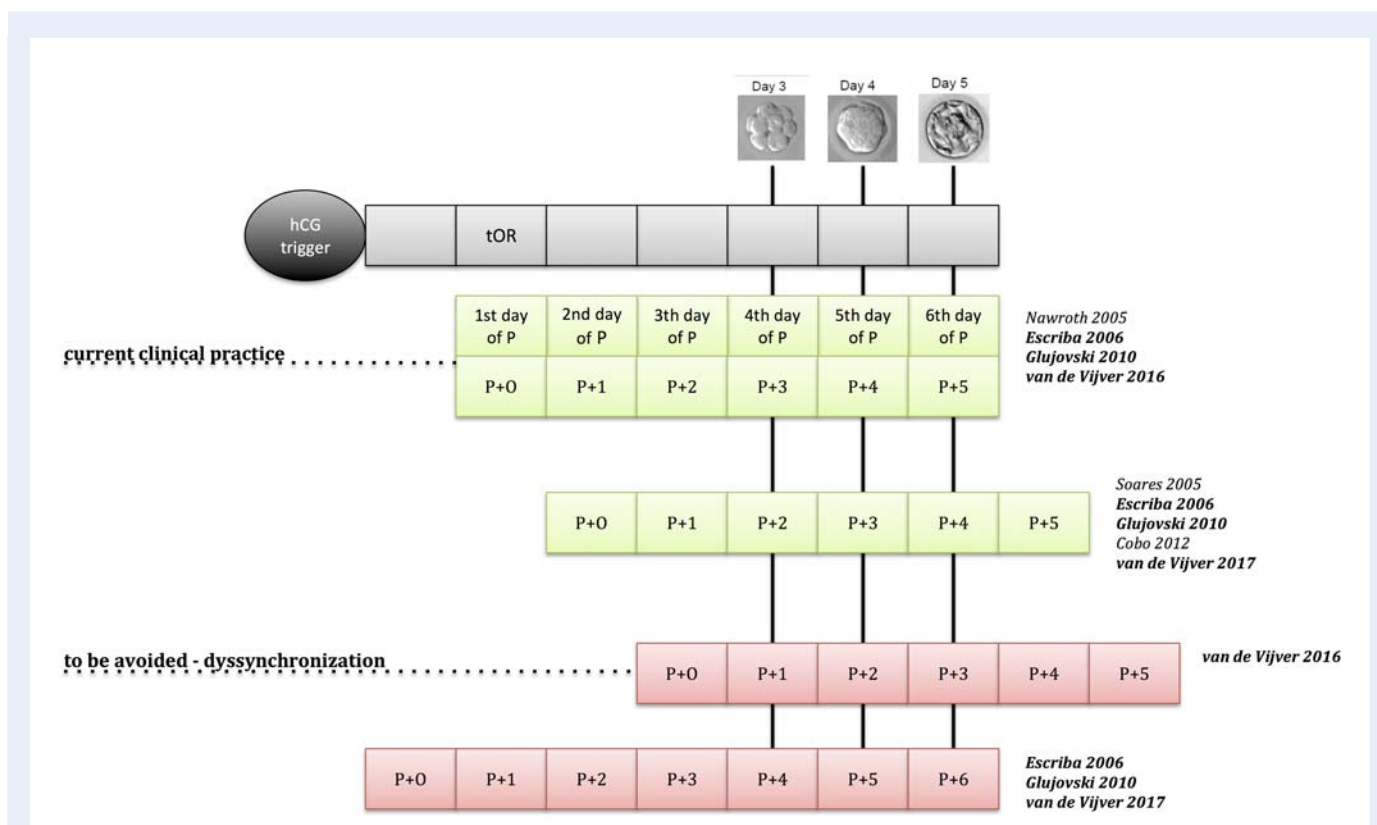 Day 3
Day 4
Day 5
hCG
trigger
tOR
1st day
of P
2nd day
of P
3th day
of P
4th day
of P
5th day
of P
6th day
of P
Nawroth 2005
Escriba 2006
Glujovski 2010
van de Vijver 2016
current clinical practice
P+0
P+1
P+2
P+3
P+4
P+5
P+0
P+1
P+2
P+3
P+4
P+5
Soares 2005
Escriba 2006
Glujovski 2010
Cobo 2012
van de Vijver 2017
to be avoided - dyssynchronization
P+0
P+1
P+2
P+3
P+4
P+5
van de Vijver 2016
P+0
P+1
P+2
P+3
P+4
P+5
P+6
Escriba 2006
Glujovski 2010
van de Vijver 2017